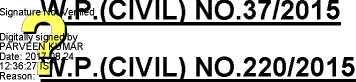 W.P.(CIVIL) NO.37/2015
Signature Not Verified
Digitally signed by
PARVEEN KUMAR
Date: 2017.08.24
12:36:27 IST
Reason:
W.P.(CIVIL) NO.220/2015